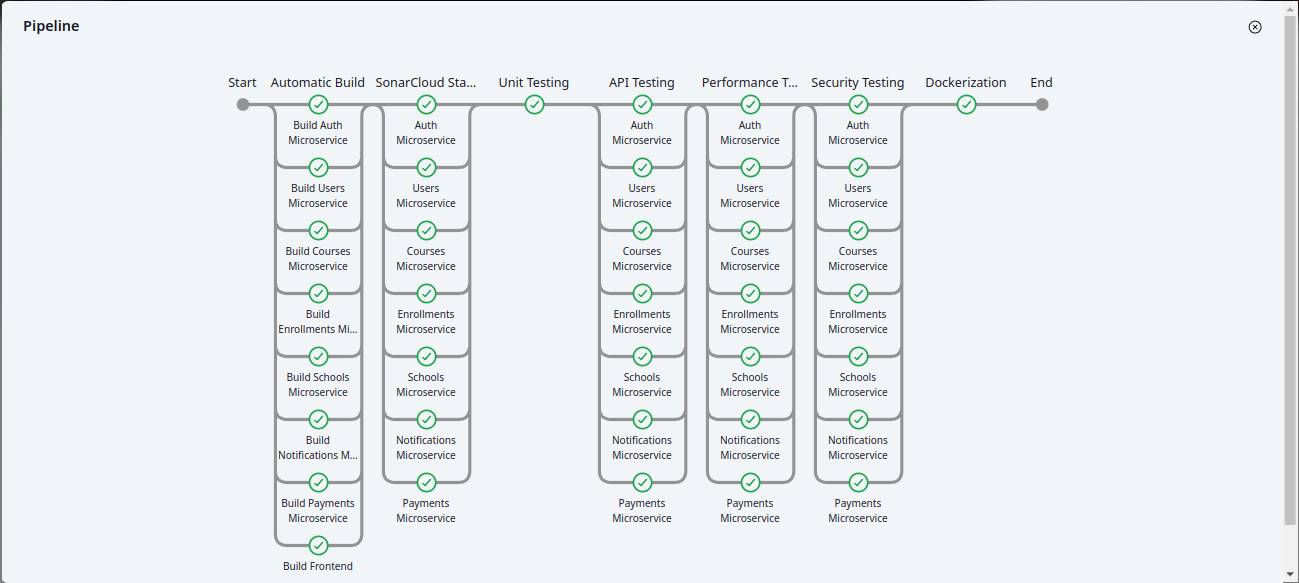 Pipeline
Start
Automatic Build
SonarCloud Sta...
Unit Testing
API Testing
Performance T...
Security Testing
Dockerization
End
Build Auth
Microservice
Build Users
Microservice
Build Courses
Microservice
Build
Enrollments Mi...
Build Schools
Microservice
Build
Notifications M...
Build Payments
Microservice
Build Frontend
Auth
Microservice
Users
Microservice
Courses
Microservice
Enrollments
Microservice
Schools
Microservice
Notifications
Microservice
Payments
Microservice
Auth
Microservice
Users
Microservice
Courses
Microservice
Enrollments
Microservice
Schools
Microservice
Notifications
Microservice
Payments
Microservice
Auth
Microservice
Users
Microservice
Courses
Microservice
Enrollments
Microservice
Schools
Microservice
Notifications
Microservice
Payments
Microservice
Auth
Microservice
Users
Microservice
Courses
Microservice
Enrollments
Microservice
Schools
Microservice
Notifications
Microservice
Payments
Microservice